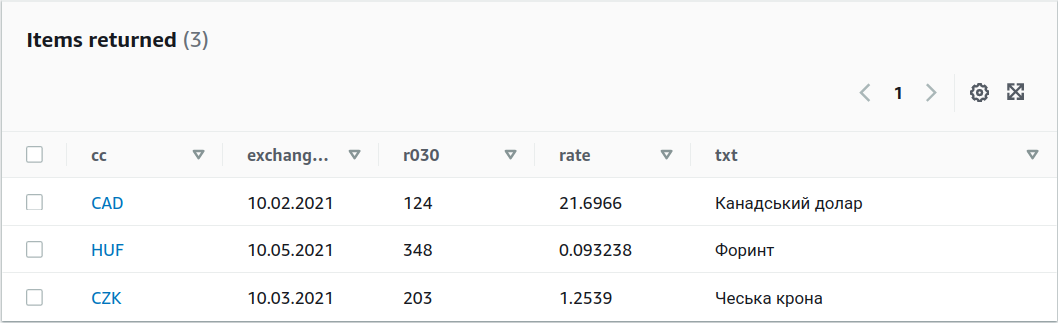 Items returned (3)
1
cc exchang... r030 rate txt
CAD 10.02.2021 124 21.6966 Канадський долар
HUF 10.05.2021 348 0.093238 Форинт
CZK 10.03.2021 203 1.2539 Чеська крона